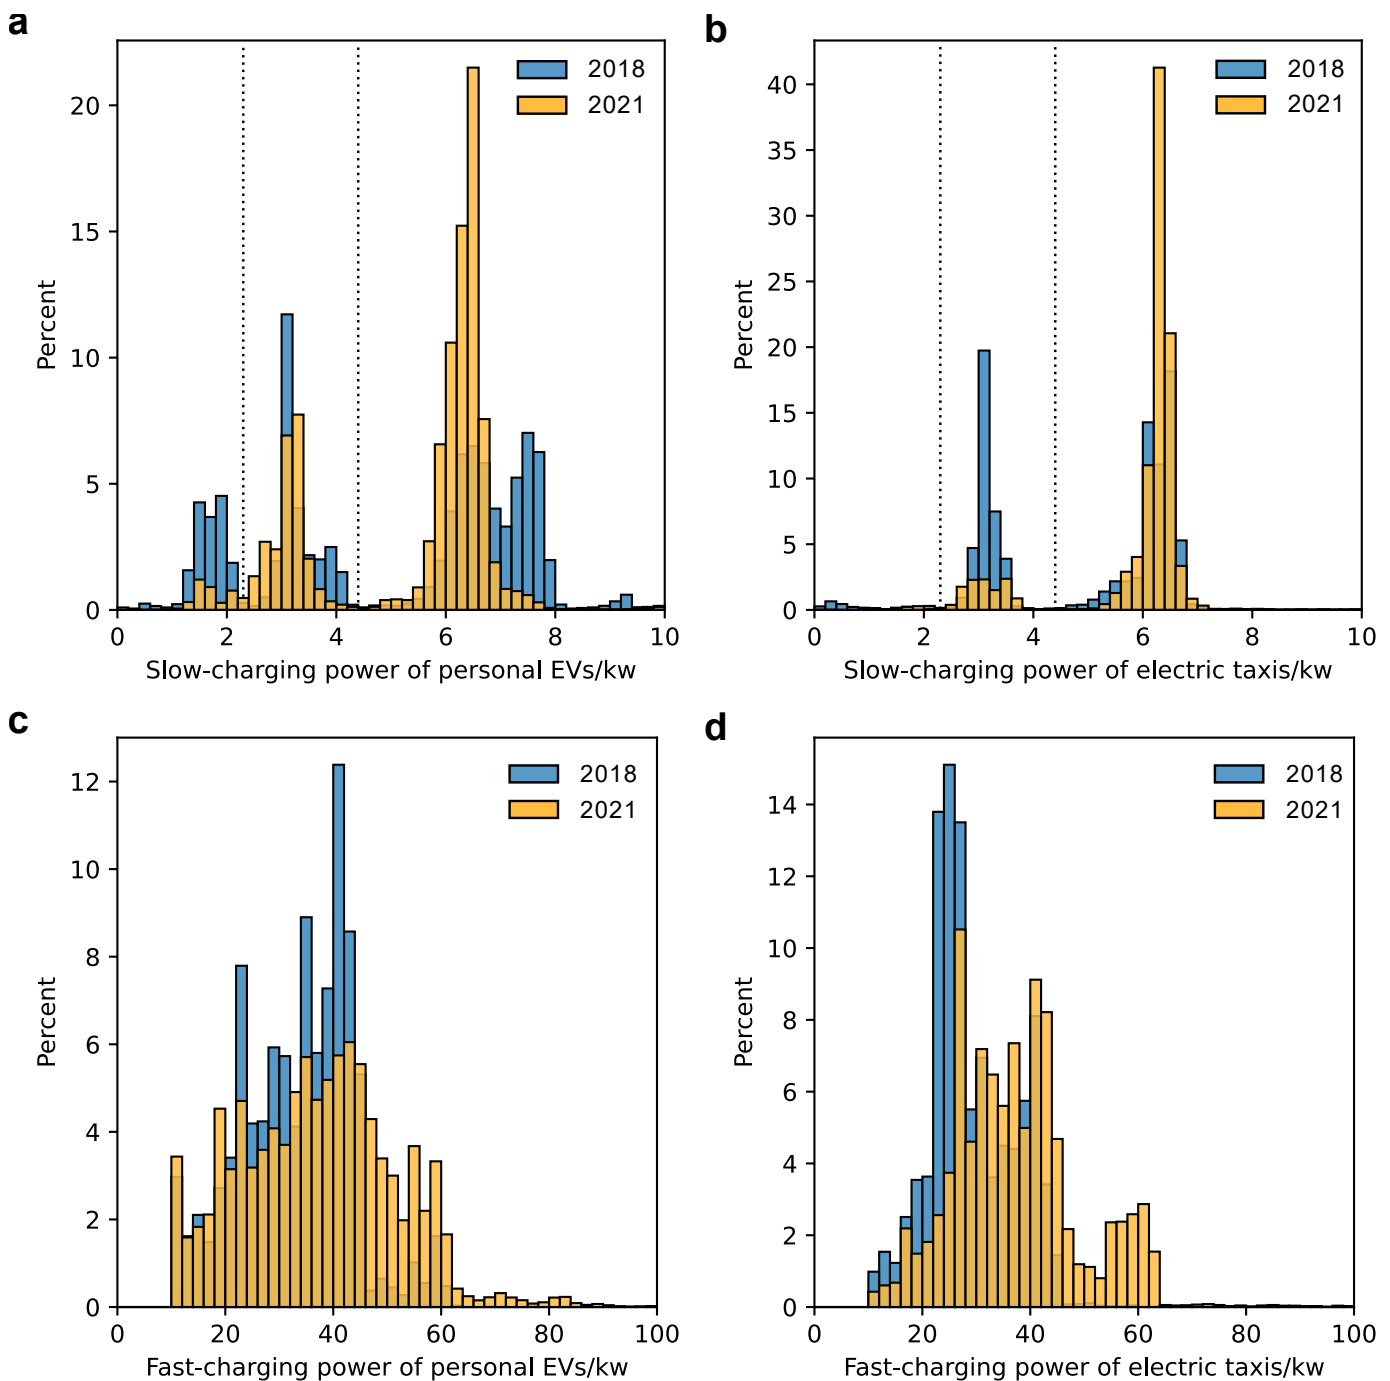 a
2018
2021
20
15
10
5
0
Percent
0 2 4 6 8 10
Slow-charging power of personal EVs/kw
b
2018
2021
40
35
30
25
20
15
10
5
0
Percent
0 2 4 6 8 10
Slow-charging power of electric taxis/kw
c
2018
2021
12
10
8
6
4
2
0
Percent
0 20 40 60 80 100
Fast-charging power of personal EVs/kw
d
2018
2021
14
12
10
8
6
4
2
0
Percent
0 20 40 60 80 100
Fast-charging power of electric taxis/kw